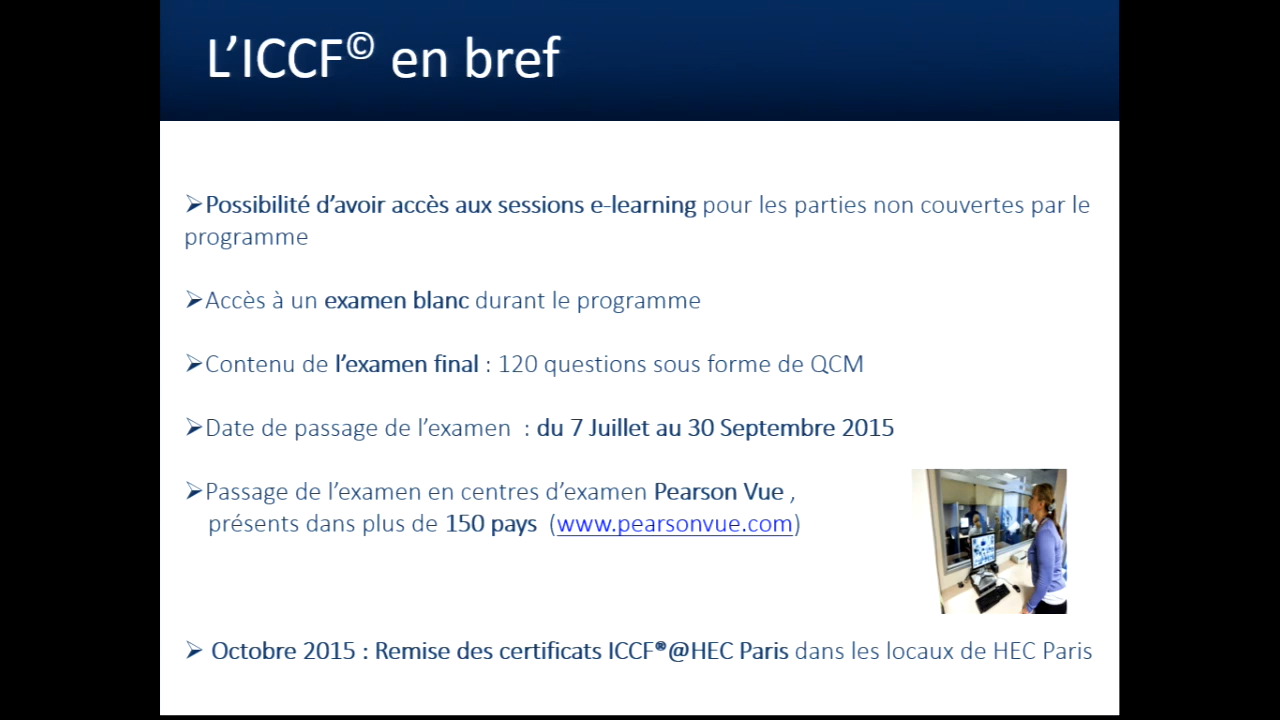 L’ICCF© en bref
➢Possibilité d’avoir accès aux sessions e-learning pour les parties non couvertes par le
programme
➢Accès à un examen blanc durant le programme
➢Contenu de l’examen final : 120 questions sous forme de QCM
➢Date de passage de l’examen : du 7 Juillet au 30 Septembre 2015
➢Passage de l’examen en centres d’examen Pearson Vue ,
présents dans plus de 150 pays (www.pearsonvue.com)
➢ Octobre 2015 : Remise des certificats ICCF®@HEC Paris dans les locaux de HEC Paris